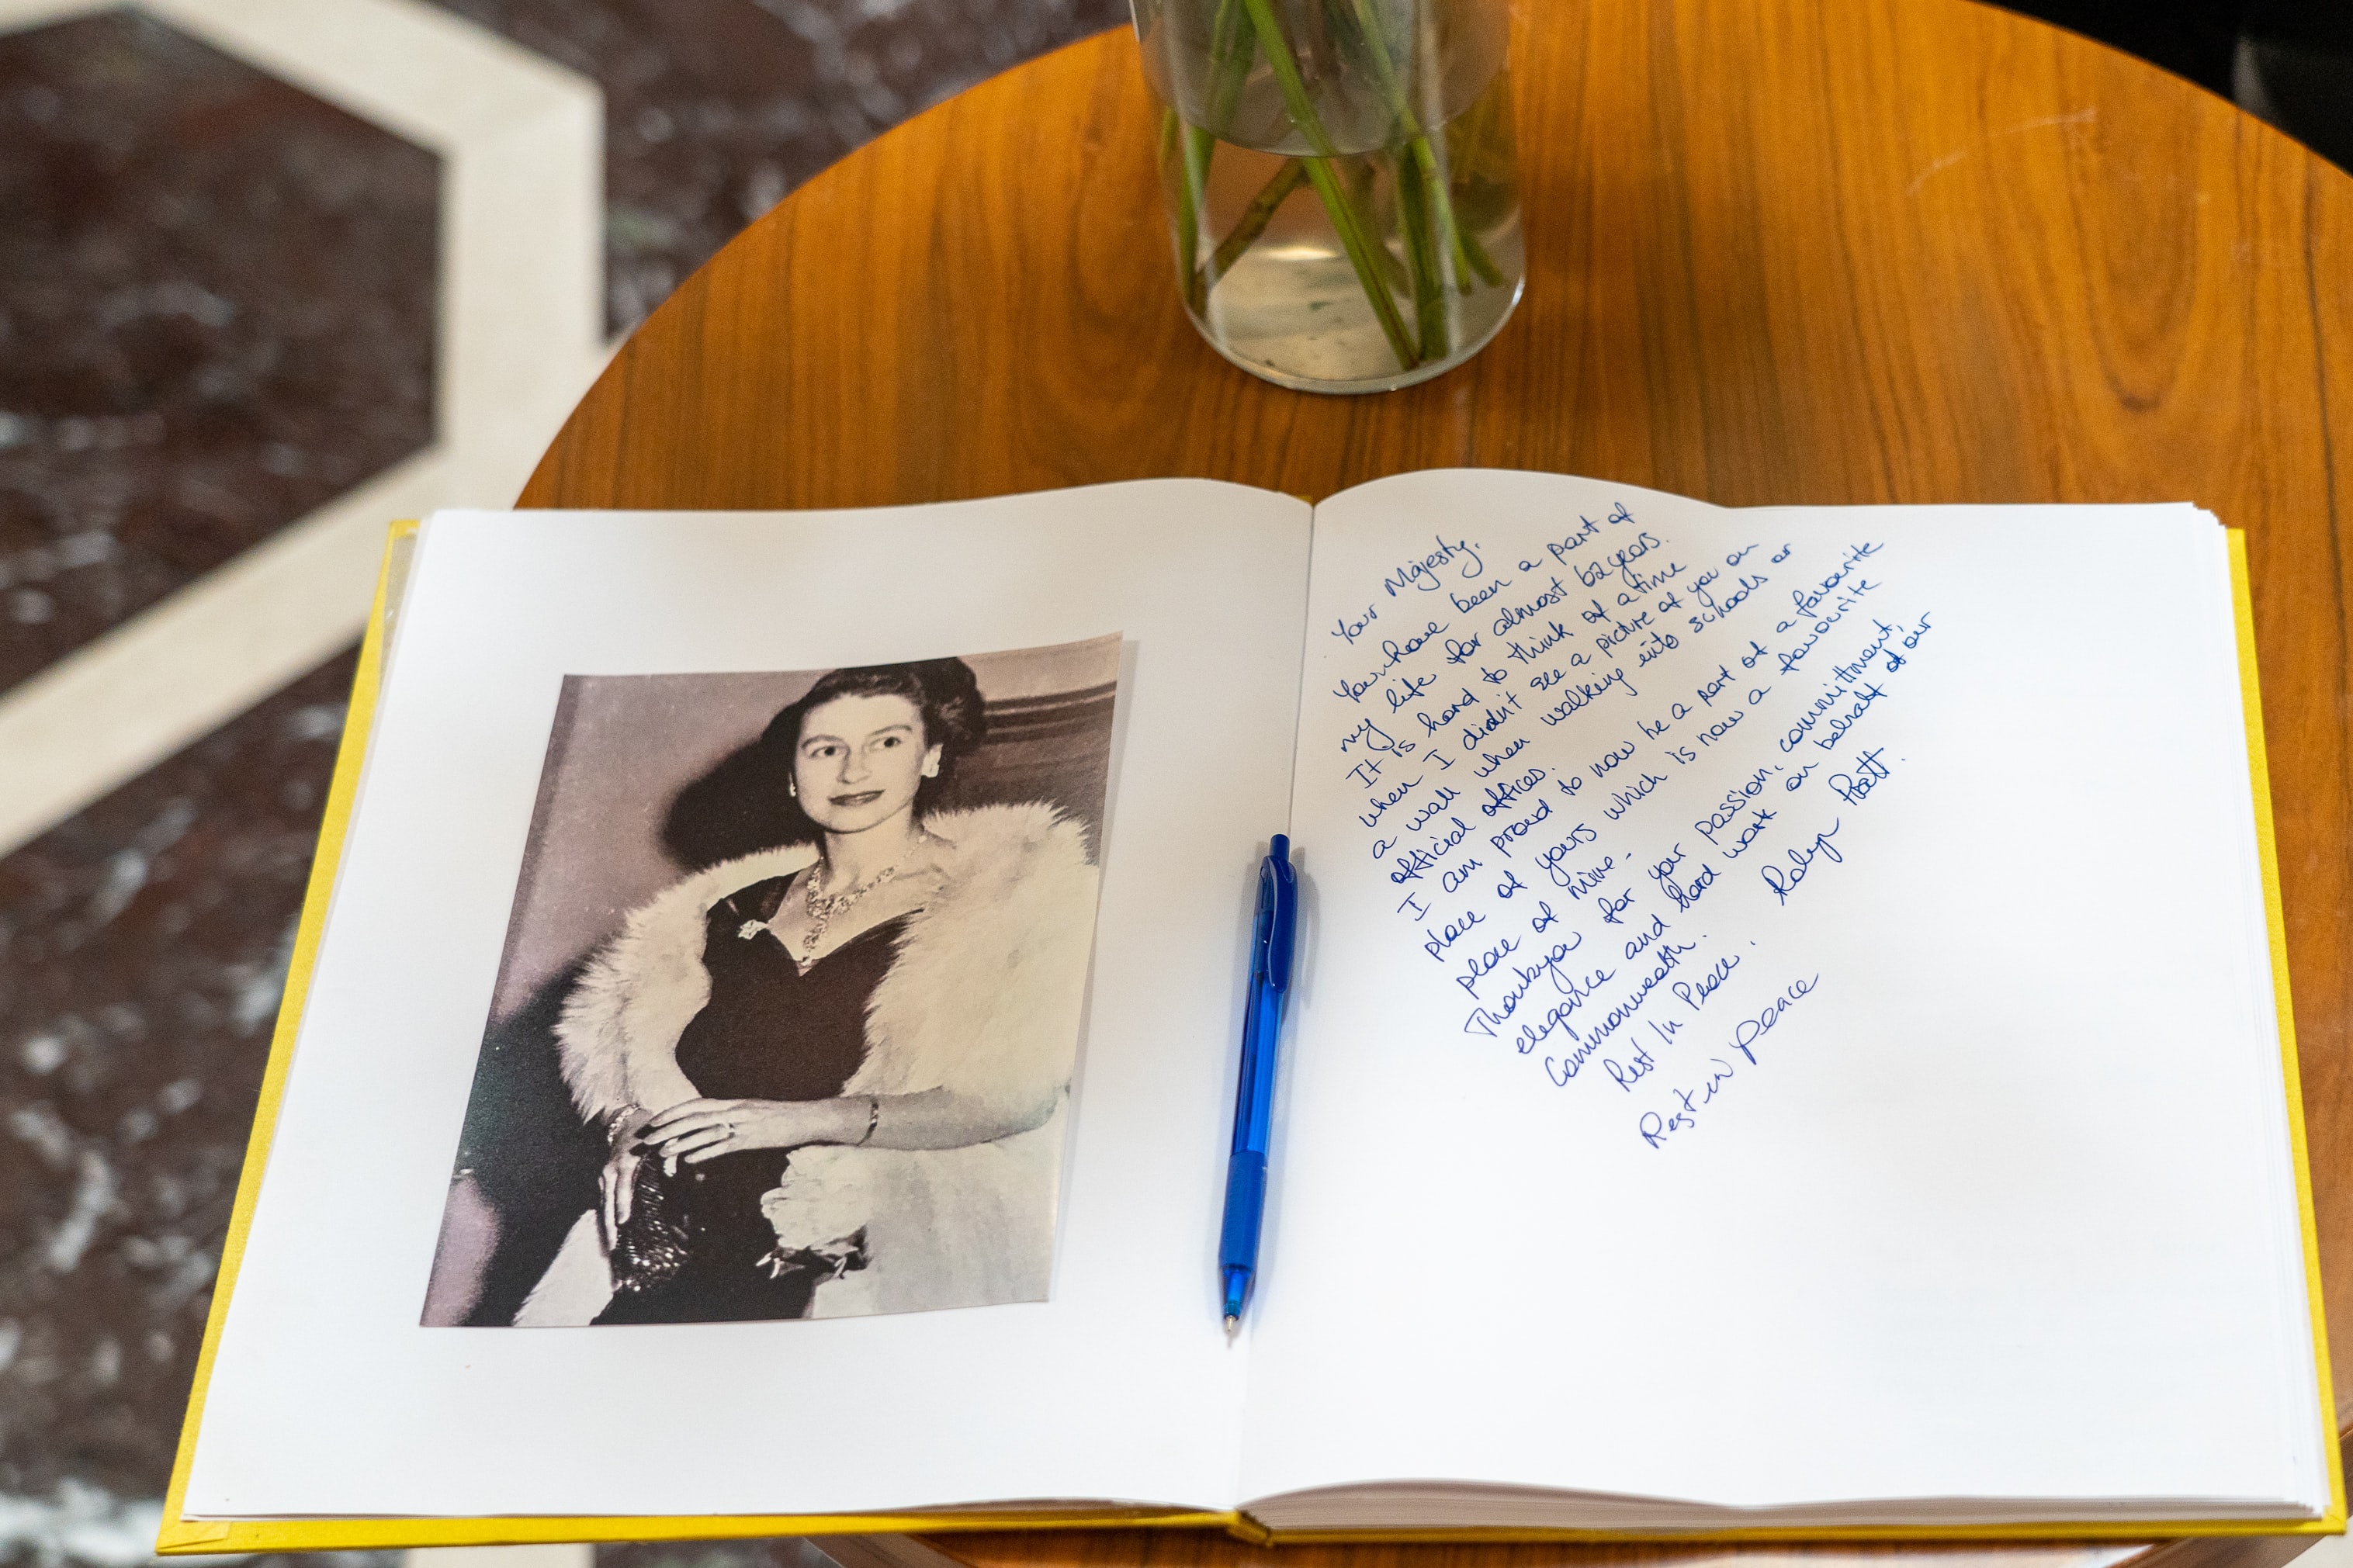 Your Majesty.
You have been a part of
my life for almost 62 years.
It is hard to think of a time
when I didn't see a picture of you on
a wall when walking into schools or
official offices.
I am proud to now be a part of a favourite
place of yours which is now a favourite
place of mine.
Thankyou for your passion, committment,
elegance and hard work on behalf of our
Commonwealth.
Rest In Peace.
Robyn Pratt.
Rest in peace